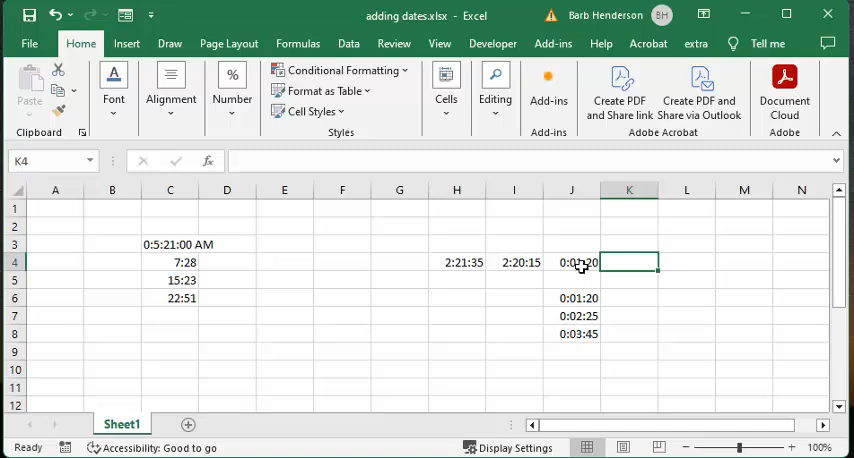 adding dates.xlsx - Excel
Barb Henderson BH
File Home Insert Draw Page Layout Formulas Data Review View Developer Add-ins Help Acrobat extra Tell me
Paste Font Alignment Number Conditional Formatting Cells Editing Add-ins Create PDF and Share link Create PDF and Share via Outlook Document Cloud
Format as Table
Cell Styles
Clipboard Styles Add-ins Adobe Acrobat Adobe
K4 fx
A B C D E F G H I J K L M N
1
2
3 0:5:21:00 AM
4 7:28 2:21:35 2:20:15 0:01:20
5 15:23
6 22:51 0:01:20
7 0:02:25
8 0:03:45
9
10
11
12
Sheet1
Ready Accessibility: Good to go Display Settings 100%